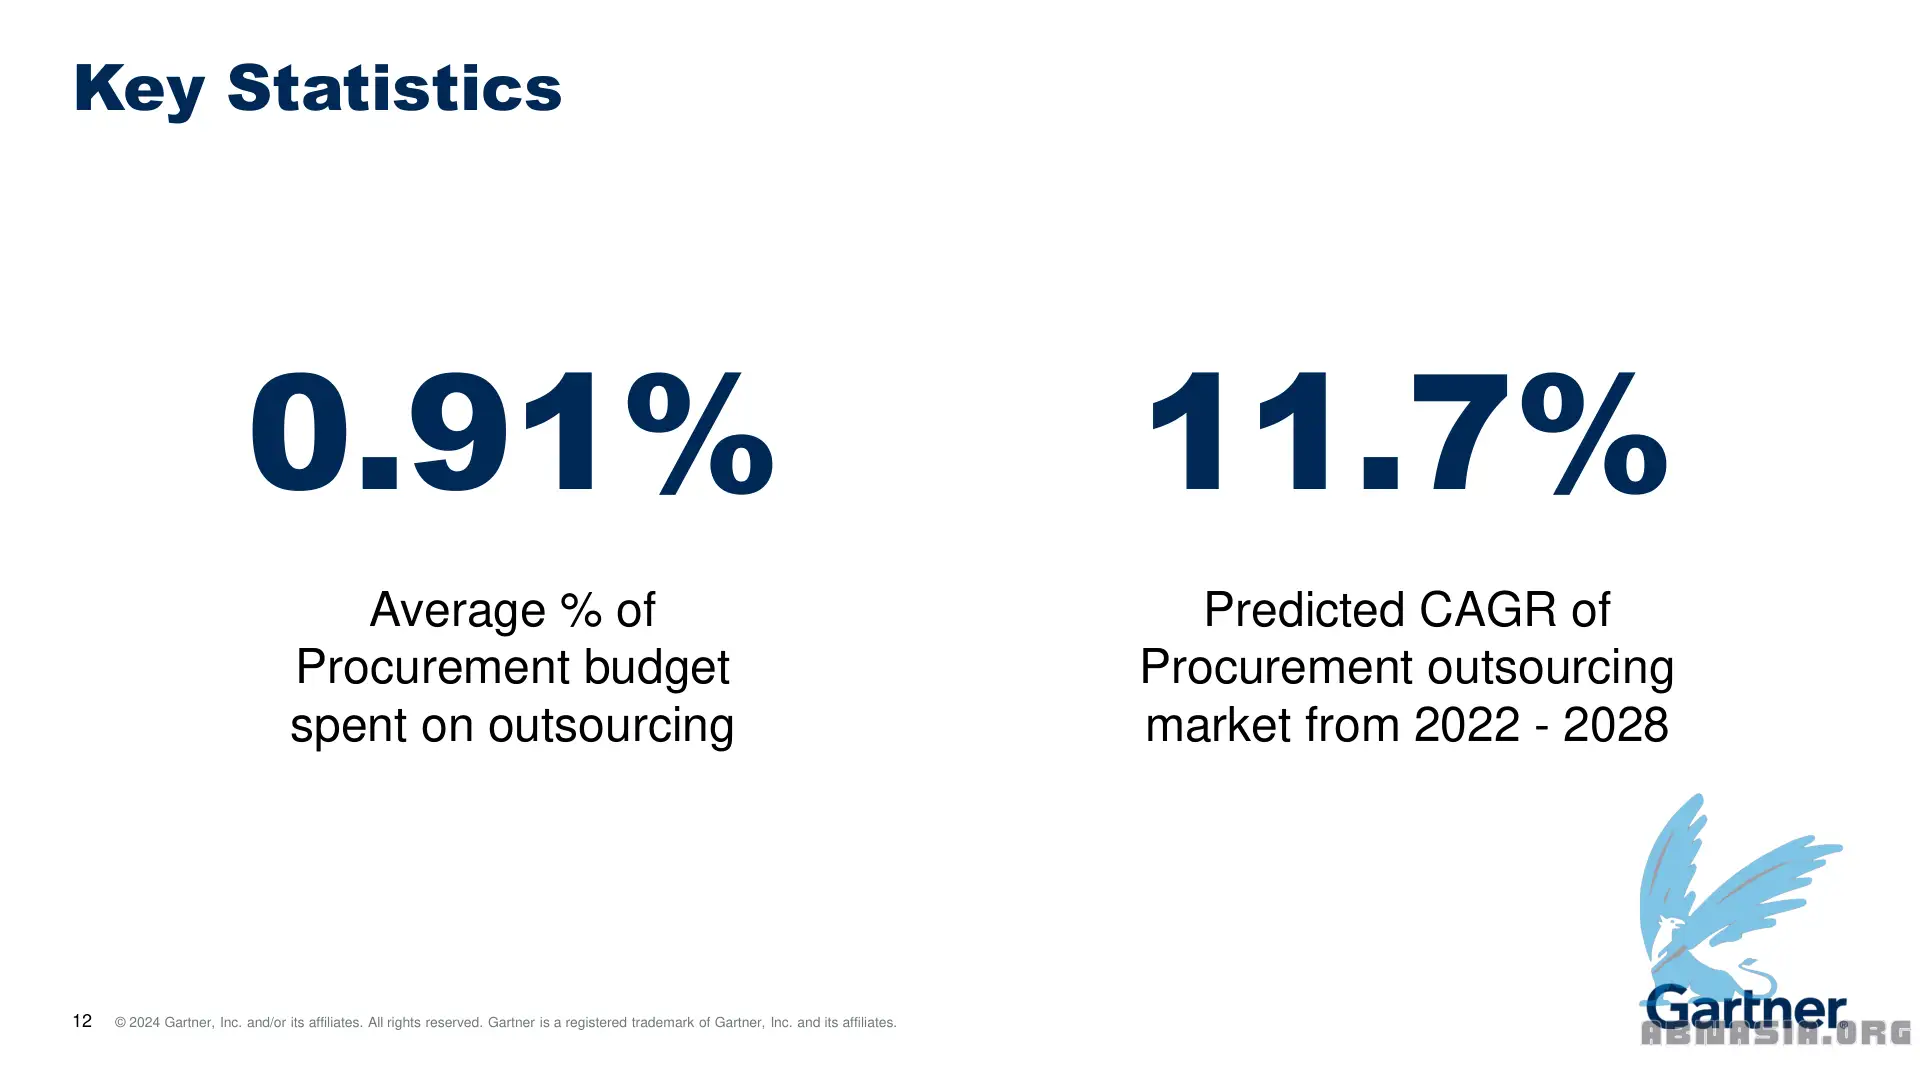 Key Statistics
0.91%
Average % of
Procurement budget
spent on outsourcing
11.7%
Predicted CAGR of
Procurement outsourcing
market from 2022 - 2028
12
© 2024 Gartner, Inc. and/or its affiliates. All rights reserved. Gartner is a registered trademark of Gartner, Inc. and its affiliates.
Gartner®
ABNASIA.ORG